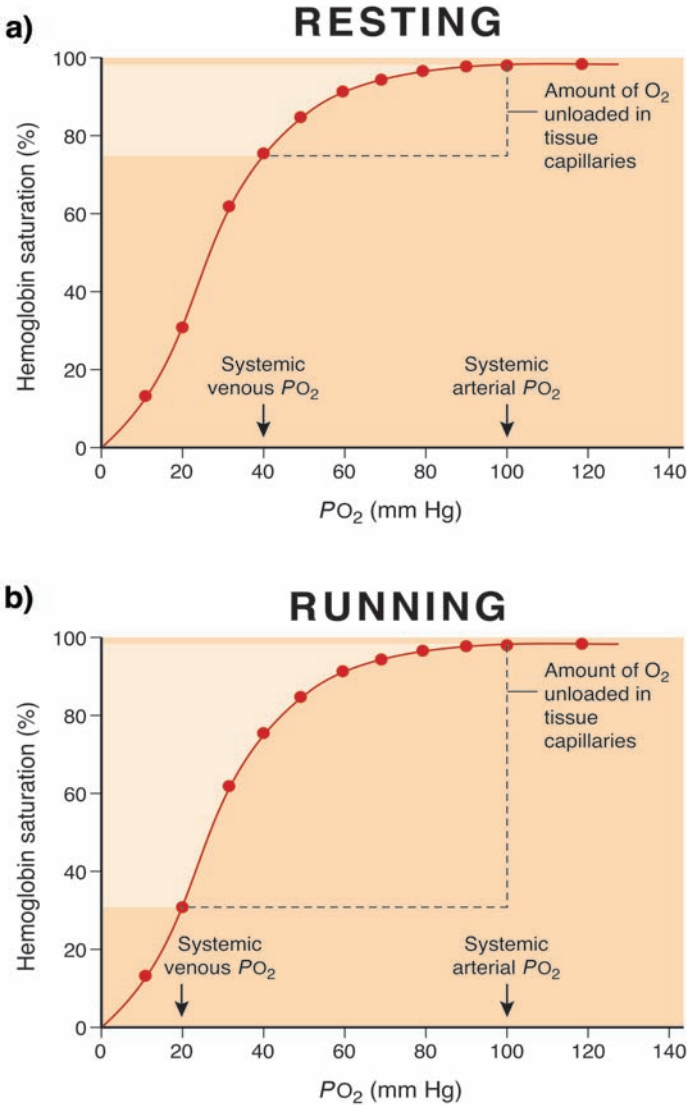 a)
RESTING
100
80
60
40
20
0
Hemoglobin saturation (%)
Amount of O₂
unloaded in
tissue
capillaries
Systemic
venous PO₂
Systemic
arterial PO₂
0 20 40 60 80 100 120 140
PO₂ (mm Hg)
b)
RUNNING
100
80
60
40
20
0
Hemoglobin saturation (%)
Amount of O₂
unloaded in
tissue
capillaries
Systemic
venous PO₂
Systemic
arterial PO₂
0 20 40 60 80 100 120 140
PO₂ (mm Hg)